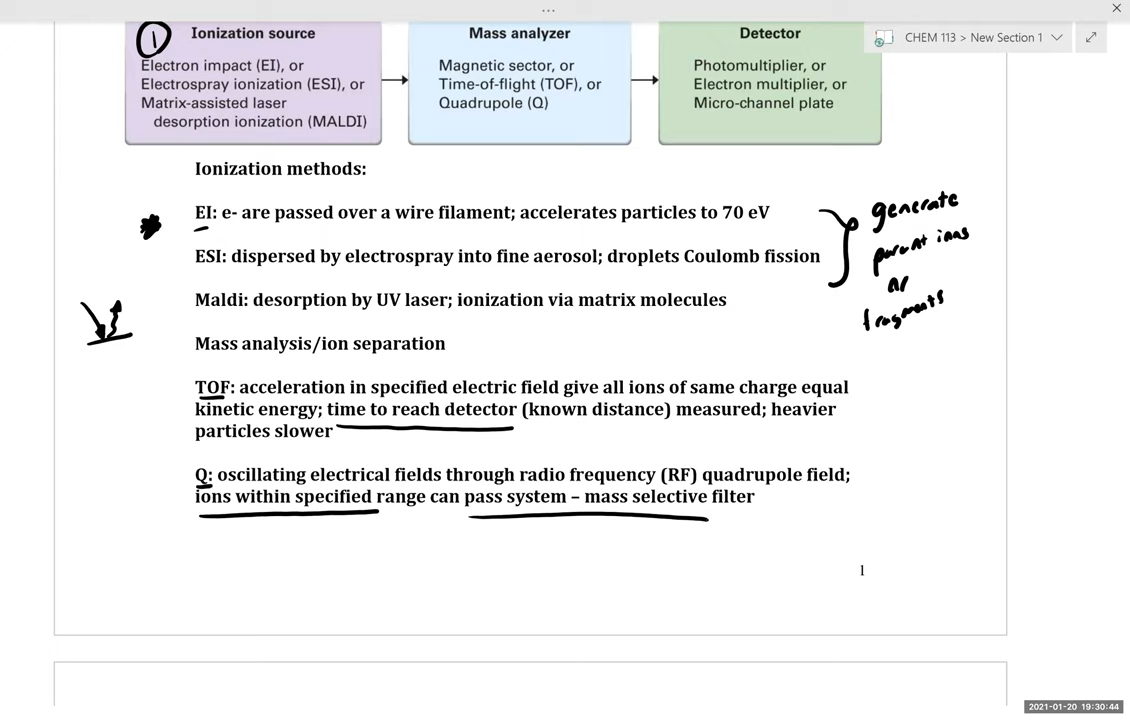 ...
CHEM 113 > New Section 1
1 Ionization source
Electron impact (EI), or
Electrospray ionization (ESI), or
Matrix-assisted laser
desorption ionization (MALDI)
Mass analyzer
Magnetic sector, or
Time-of-flight (TOF), or
Quadrupole (Q)
Detector
Photomultiplier, or
Electron multiplier, or
Micro-channel plate
Ionization methods:
EI: e- are passed over a wire filament; accelerates particles to 70 eV
ESI: dispersed by electrospray into fine aerosol; droplets Coulomb fission
generate
parent ions
or
fragments
Maldi: desorption by UV laser; ionization via matrix molecules
Mass analysis/ion separation
TOF: acceleration in specified electric field give all ions of same charge equal
kinetic energy; time to reach detector (known distance) measured; heavier
particles slower
Q: oscillating electrical fields through radio frequency (RF) quadrupole field;
ions within specified range can pass system – mass selective filter
1
2021-01-20 19:30:44